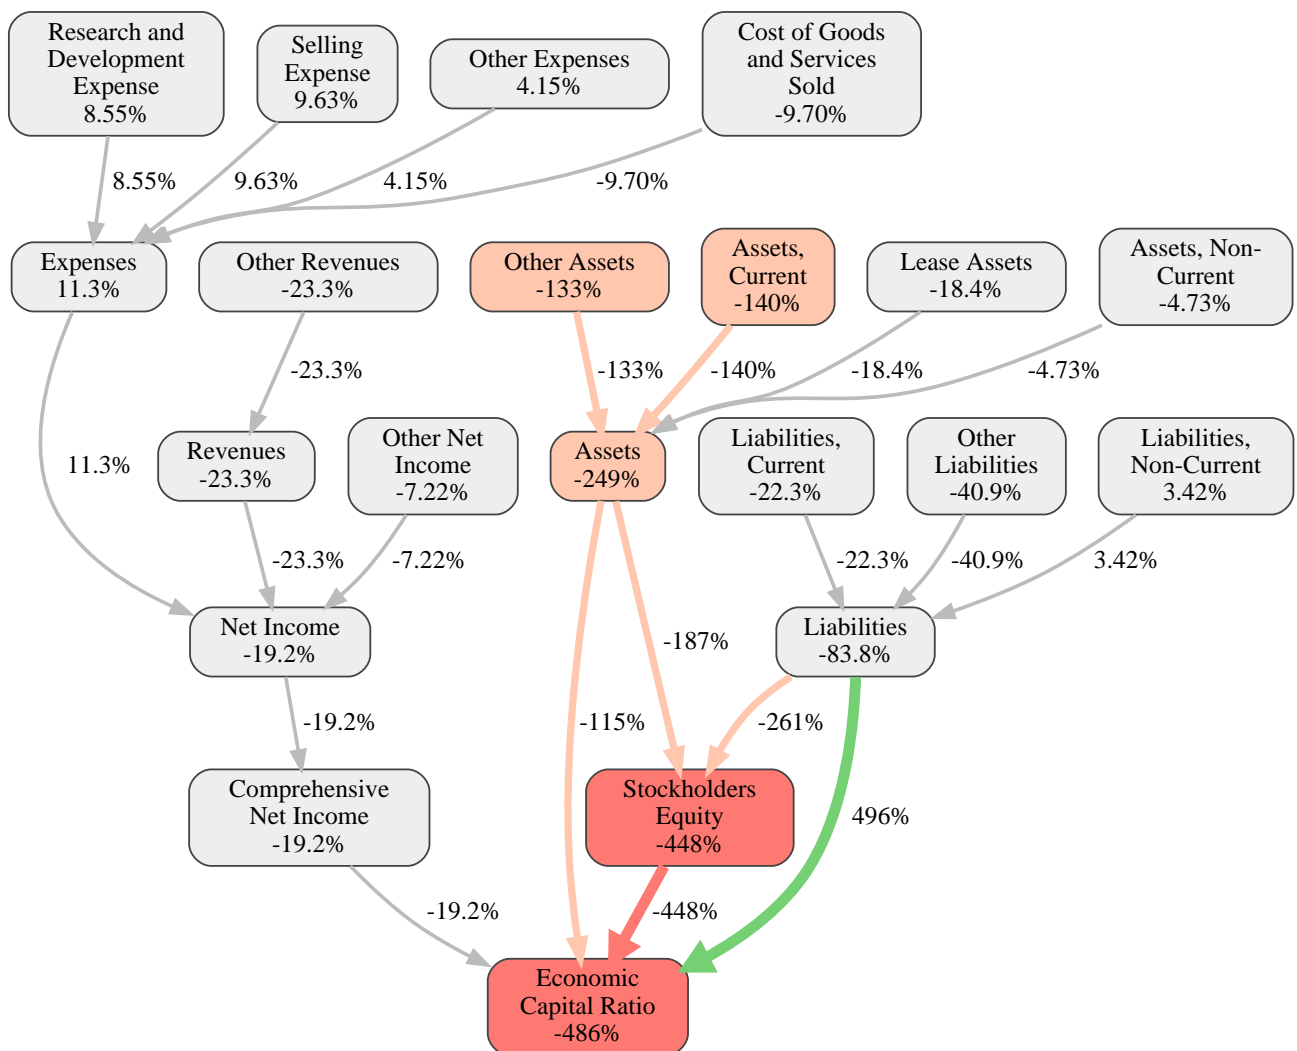 Research and
Development
Expense
8.55%
Selling
Expense
9.63%
Other Expenses
4.15%
Cost of Goods
and Services
Sold
-9.70%
8.55%
9.63%
4.15%
-9.70%
Expenses
11.3%
Other Revenues
-23.3%
Other Assets
-133%
Assets,
Current
-140%
Lease Assets
-18.4%
Assets, Non-
Current
-4.73%
-23.3%
-133%
-140%
-18.4%
-4.73%
11.3%
Revenues
-23.3%
Other Net
Income
-7.22%
Assets
-249%
Liabilities,
Current
-22.3%
Other
Liabilities
-40.9%
Liabilities,
Non-Current
3.42%
-23.3%
-7.22%
-22.3%
-40.9%
3.42%
Net Income
-19.2%
-187%
Liabilities
-83.8%
-19.2%
-115%
-261%
Comprehensive
Net Income
-19.2%
Stockholders
Equity
-448%
496%
-19.2%
-448%
Economic
Capital Ratio
-486%